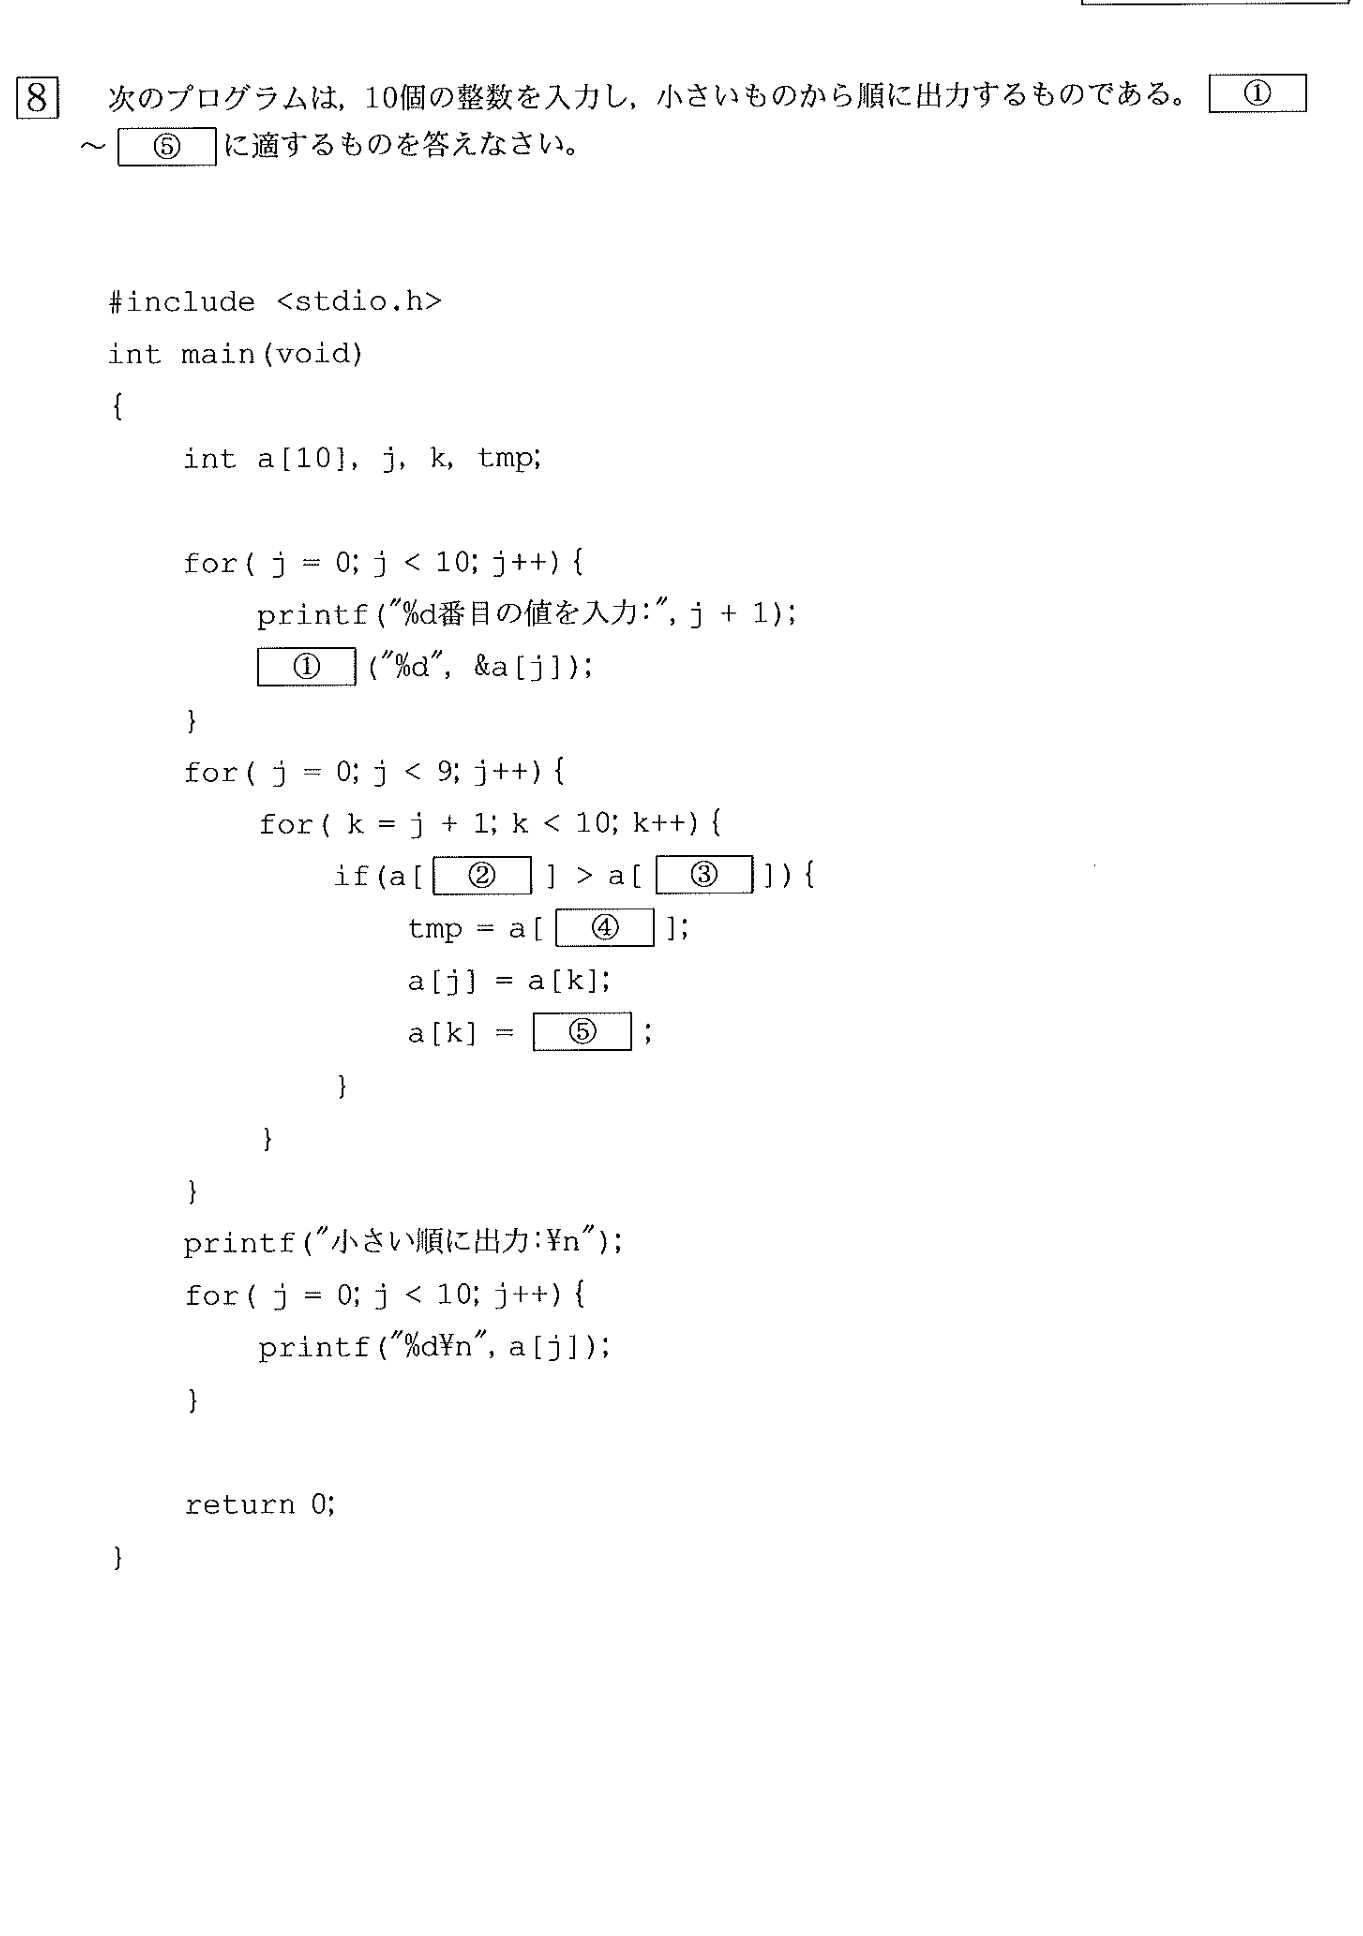 8 次のプログラムは，10個の整数を入力し，小さいものから順に出力するものである。 ①
～ ⑤ に適するものを答えなさい。
#include <stdio.h>
int main(void)
{
int a[10], j, k, tmp;
for( j = 0; j < 10; j++){
printf("%d番目の値を入力:", j + 1);
① ("%d", &a[j]);
}
for( j = 0; j < 9; j++){
for( k = j + 1; k < 10; k++){
if(a[ ② ] > a[ ③ ]){
tmp = a[ ④ ];
a[j] = a[k];
a[k] = ⑤ ;
}
}
}
printf("小さい順に出力:¥n");
for( j = 0; j < 10; j++){
printf("%d¥n", a[j]);
}
return 0;
}